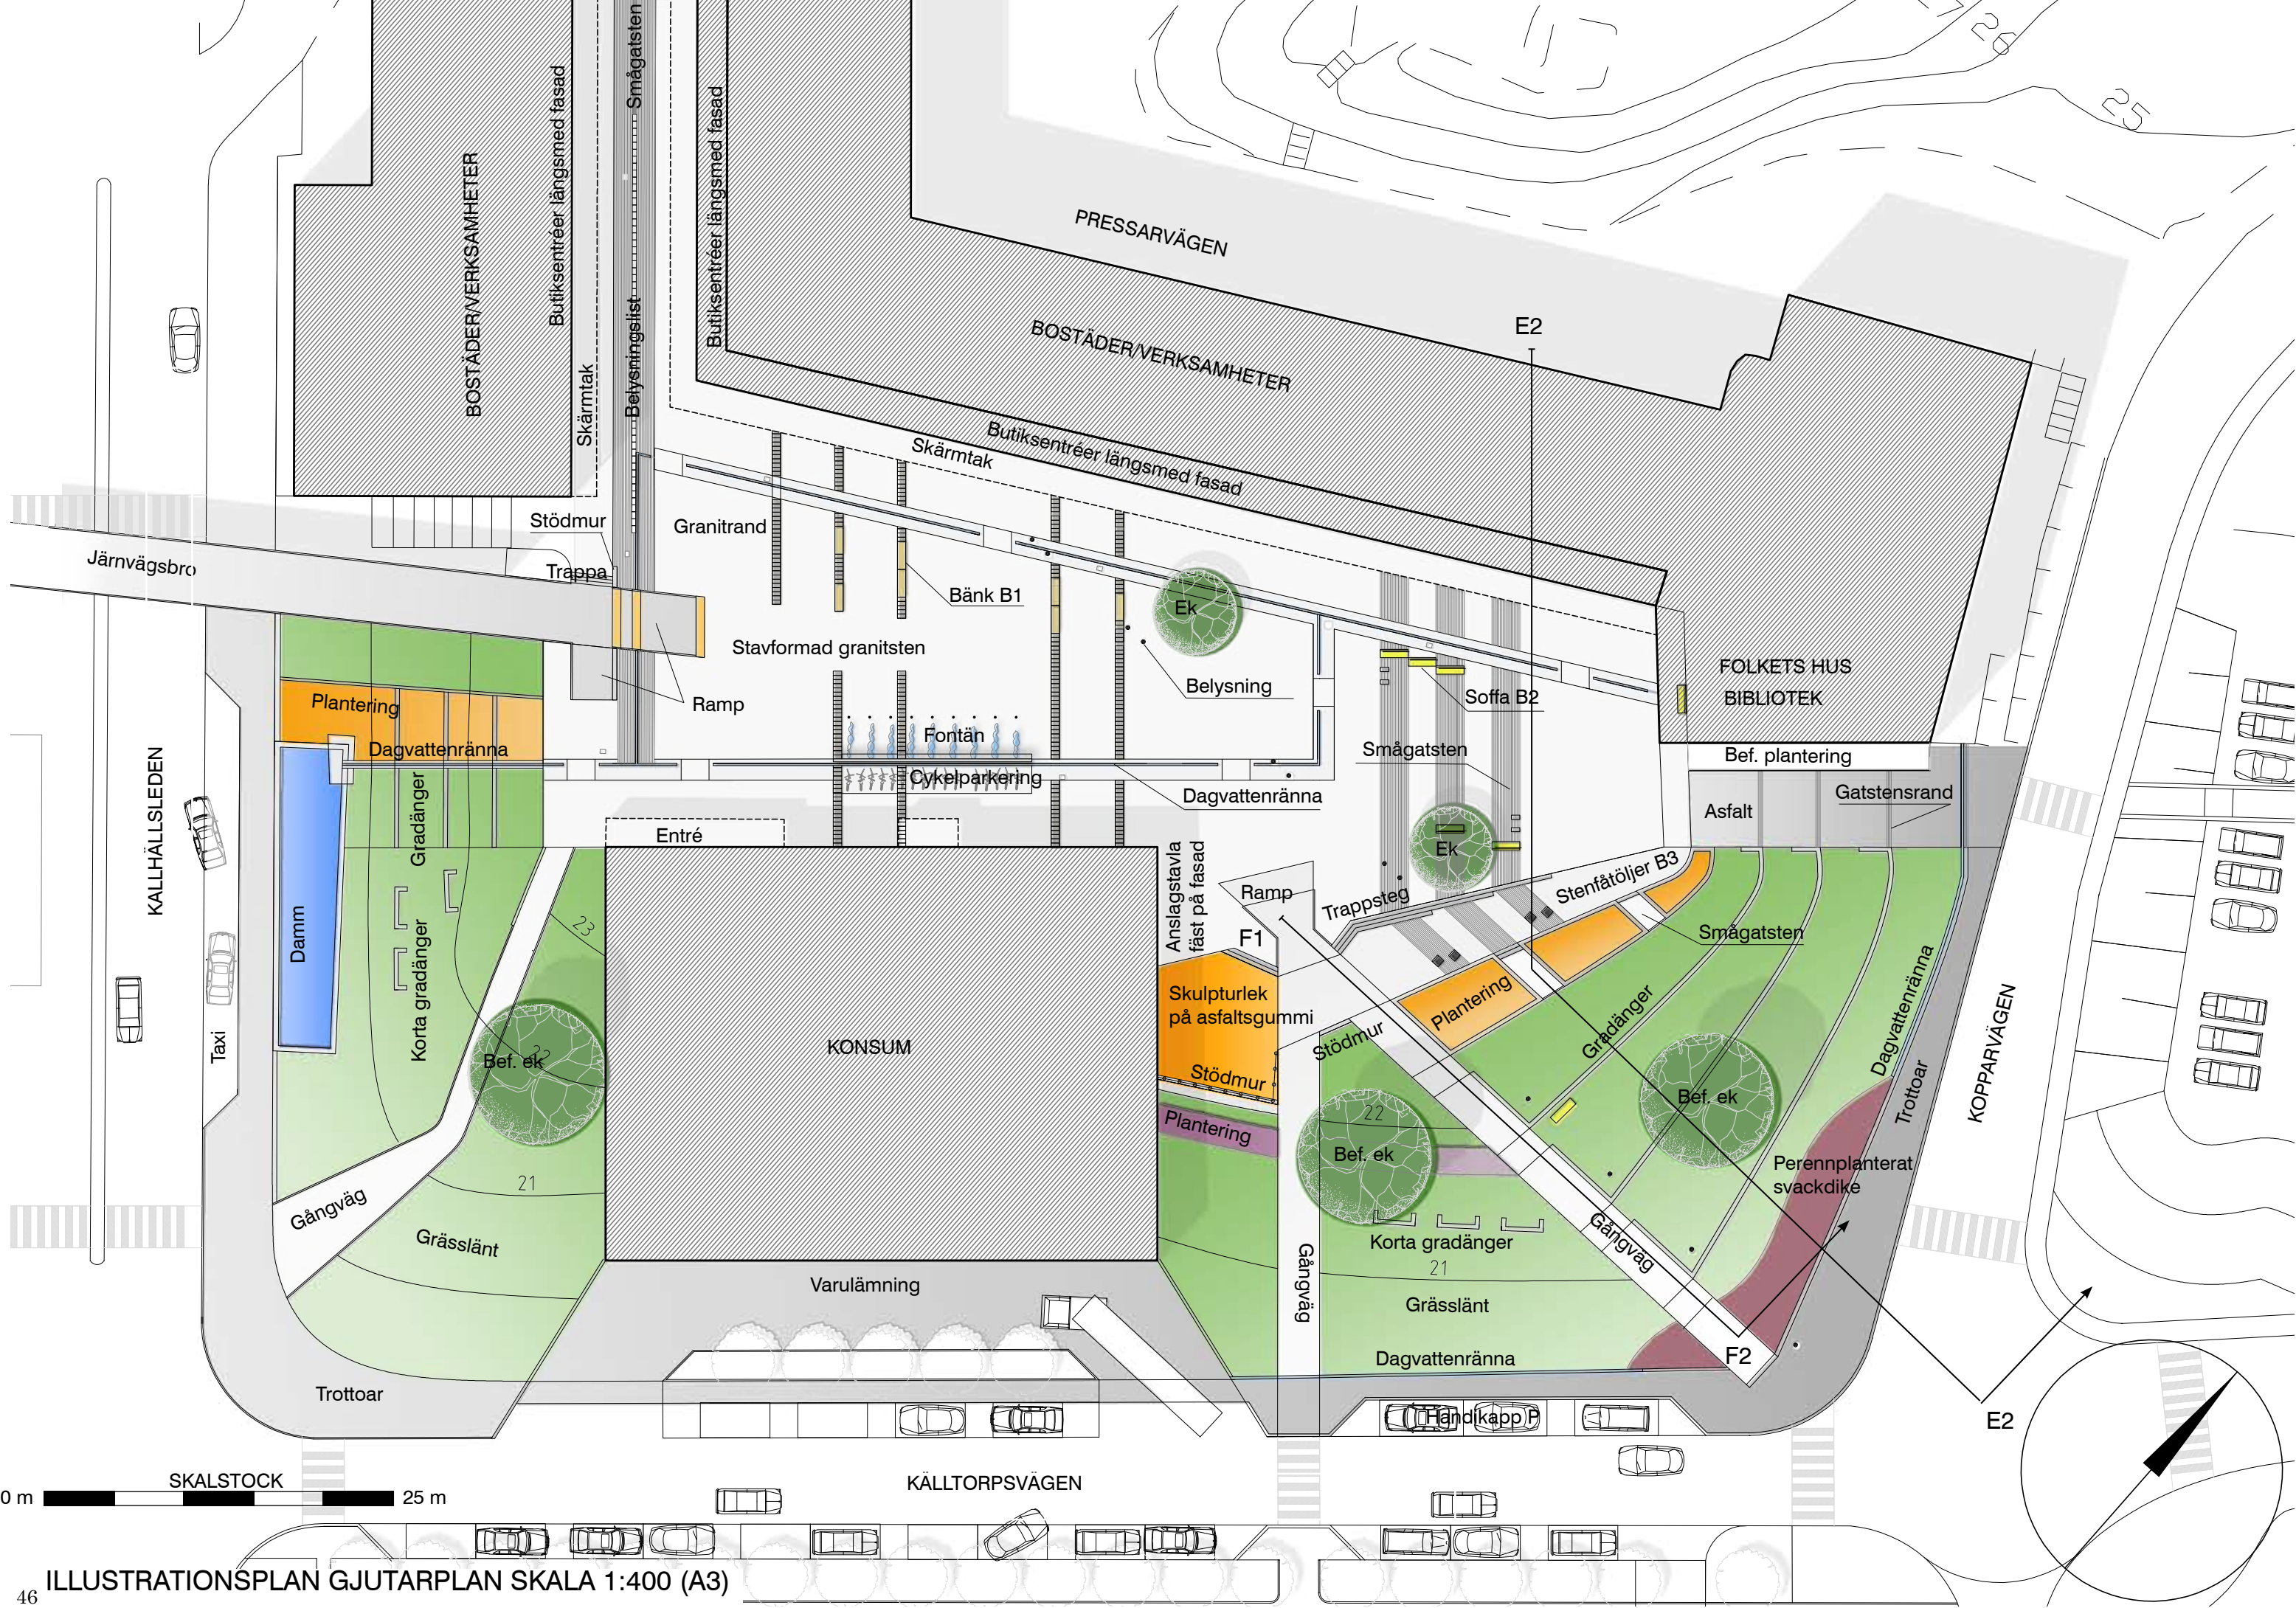 Smågatsten
26
25
Butiksentréer längsmed fasad
Butiksentréer längsmed fasad
BOSTÄDER/VERKSAMHETER
PRESSARVÄGEN
BOSTÄDER/VERKSAMHETER
E2
Belysningslist
Skärmtak
Skärmtak
Butiksentréer längsmed fasad
Stödmur
Granitrand
Järnvägsbro
Trappa
Bänk B1
Ek
Stavformad granitsten
FOLKETS HUS
BIBLIOTEK
Belysning
Soffa B2
Ramp
Plantering
Fontän
Dagvattenränna
Smågatsten
Bef. plantering
Cykelparkering
Dagvattenränna
Gatstensrand
Asfalt
KALLHÄLLSLEDEN
Gradänger
Entré
Ek
Anslagstavla
fäst på fasad
Ramp
Trappsteg
Stenfåtöljer B3
Smågatsten
23
Damm
Korta gradänger
F1
Skulpturlek
på asfaltsgummi
Plantering
Dagvattenränna
Gradänger
Stödmur
Taxi
22
Bef. ek
KONSUM
Stödmur
KOPPARVÄGEN
Bef. ek
Trottoar
22
Plantering
Bef. ek
Perennplanterat
svackdike
21
Gångväg
Grässlänt
Korta gradänger
Gångväg
Gångväg
21
Varulämning
Grässlänt
Dagvattenränna
F2
Trottoar
Handikapp P
E2
SKALSTOCK
0 m
25 m
KÄLLTORPSVÄGEN
ILLUSTRATIONSPLAN GJUTARPLAN SKALA 1:400 (A3)
46